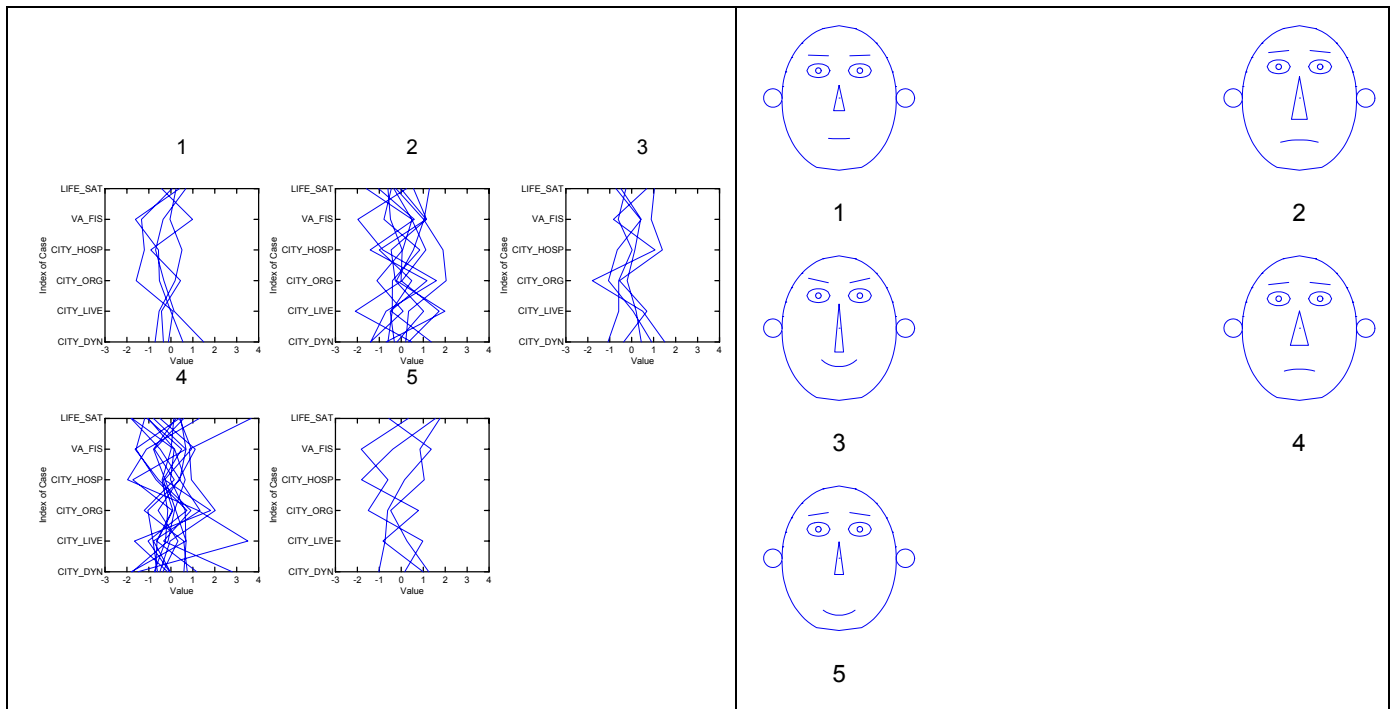 1 2 3
LIFE_SAT
VA_FIS
CITY_HOSP
CITY_ORG
CITY_LIVE
CITY_DYN
Index of Case
-3 -2 -1 0 1 2 3 4
Value
LIFE_SAT
VA_FIS
CITY_HOSP
CITY_ORG
CITY_LIVE
CITY_DYN
Index of Case
-3 -2 -1 0 1 2 3 4
Value
LIFE_SAT
VA_FIS
CITY_HOSP
CITY_ORG
CITY_LIVE
CITY_DYN
Index of Case
-3 -2 -1 0 1 2 3 4
Value
4 5
LIFE_SAT
VA_FIS
CITY_HOSP
CITY_ORG
CITY_LIVE
CITY_DYN
Index of Case
-3 -2 -1 0 1 2 3 4
Value
LIFE_SAT
VA_FIS
CITY_HOSP
CITY_ORG
CITY_LIVE
CITY_DYN
Index of Case
-3 -2 -1 0 1 2 3 4
Value
1 2
3 4
5